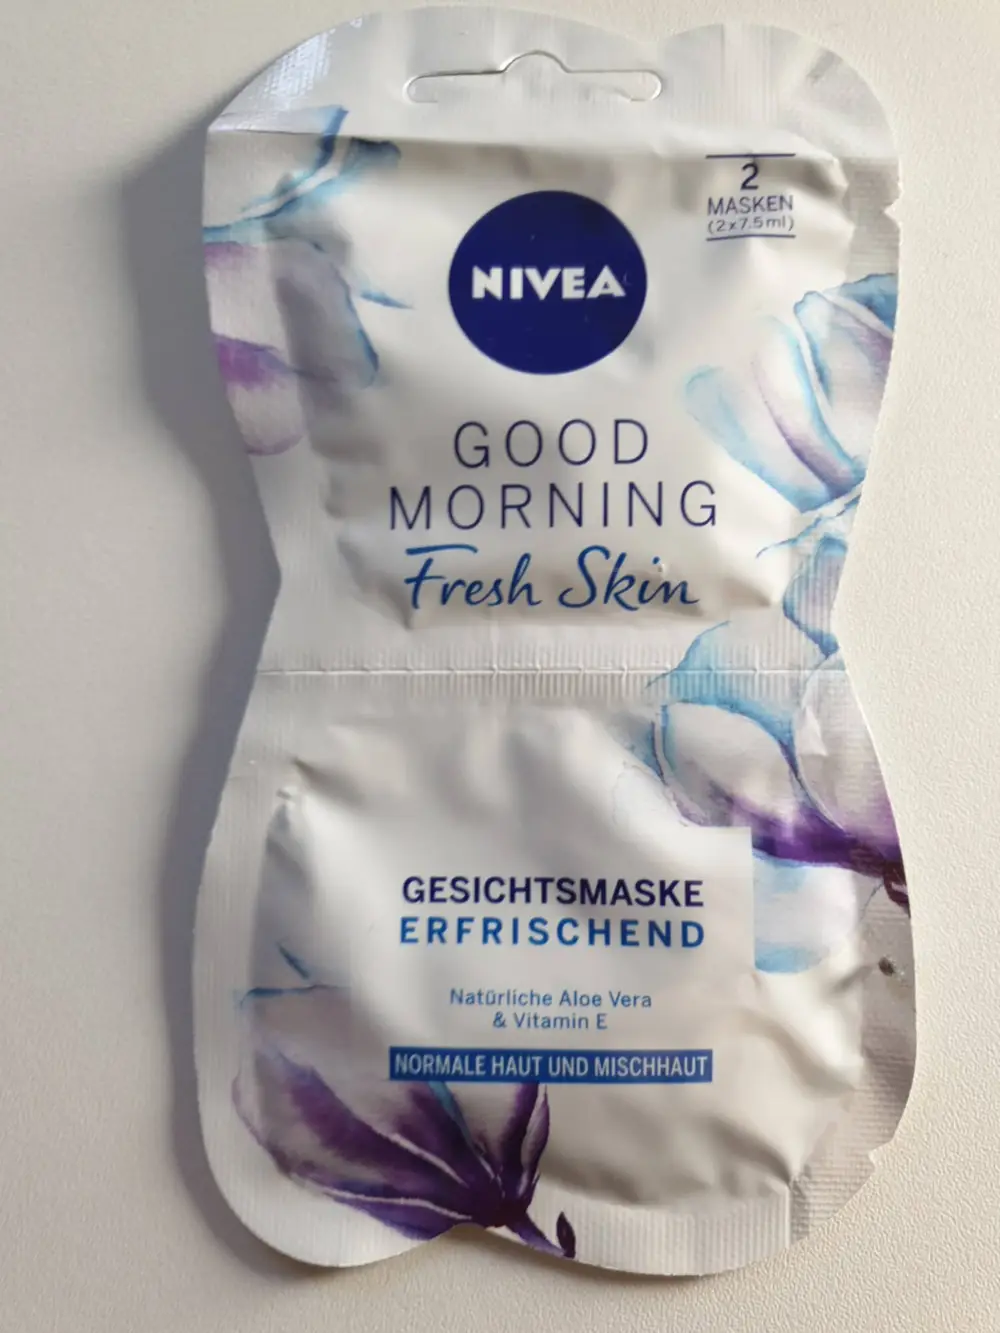 2
MASKEN
(2x7.5ml)
NIVEA
GOOD
MORNING
Fresh Skin
GESICHTSMASKE
ERFRISCHEND
Natürliche Aloe Vera
& Vitamin E
NORMALE HAUT UND MISCHHAUT